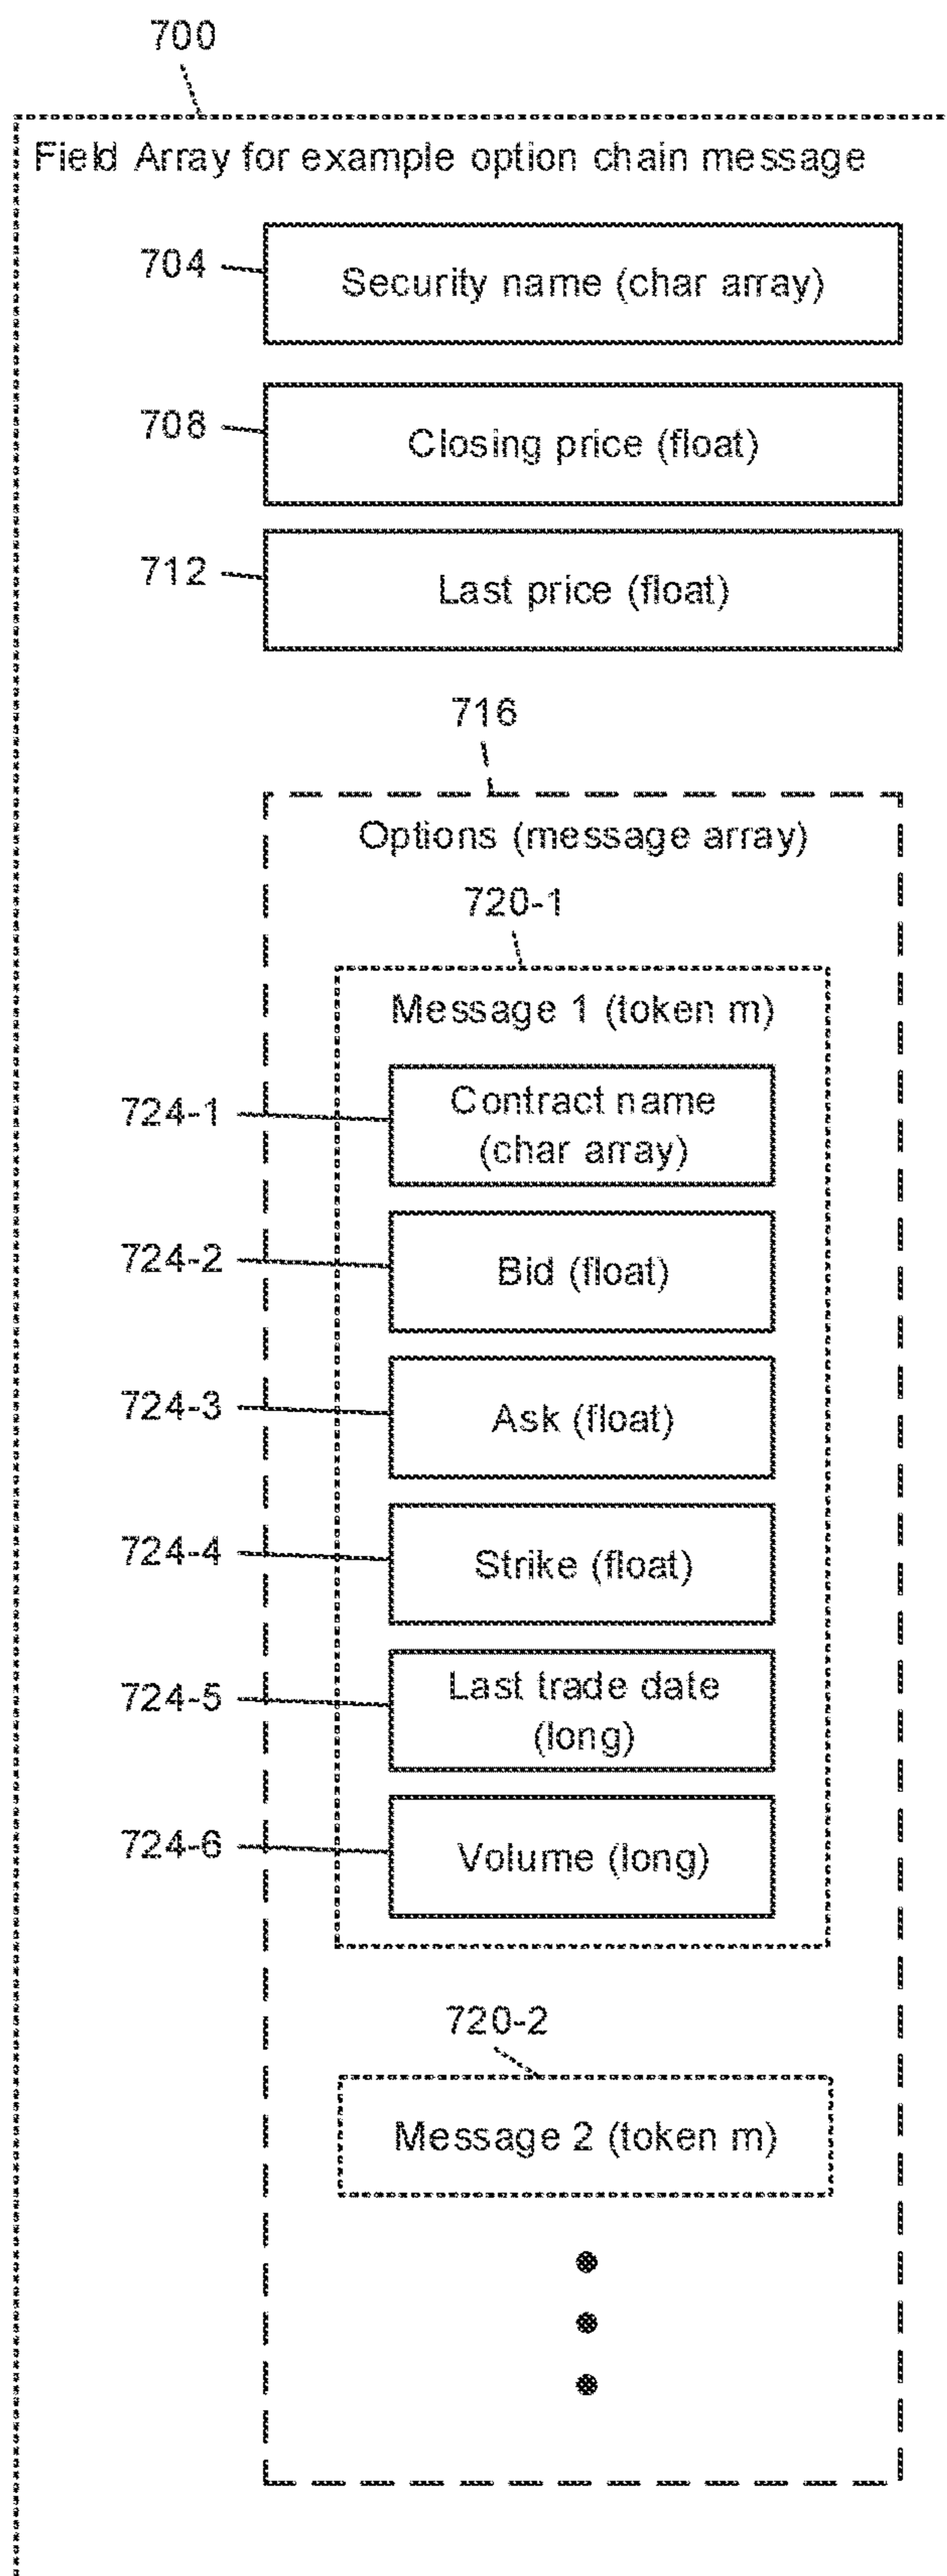 700
Field Array for example option chain message
704
Security name (char array)
708
Closing price (float)
712
Last price (float)
716
Options (message array)
720-1
Message 1 (token m)
724-1
Contract name
(char array)
724-2
Bid (float)
724-3
Ask (float)
724-4
Strike (float)
724-5
Last trade date
(long)
724-6
Volume (long)
720-2
Message 2 (token m)